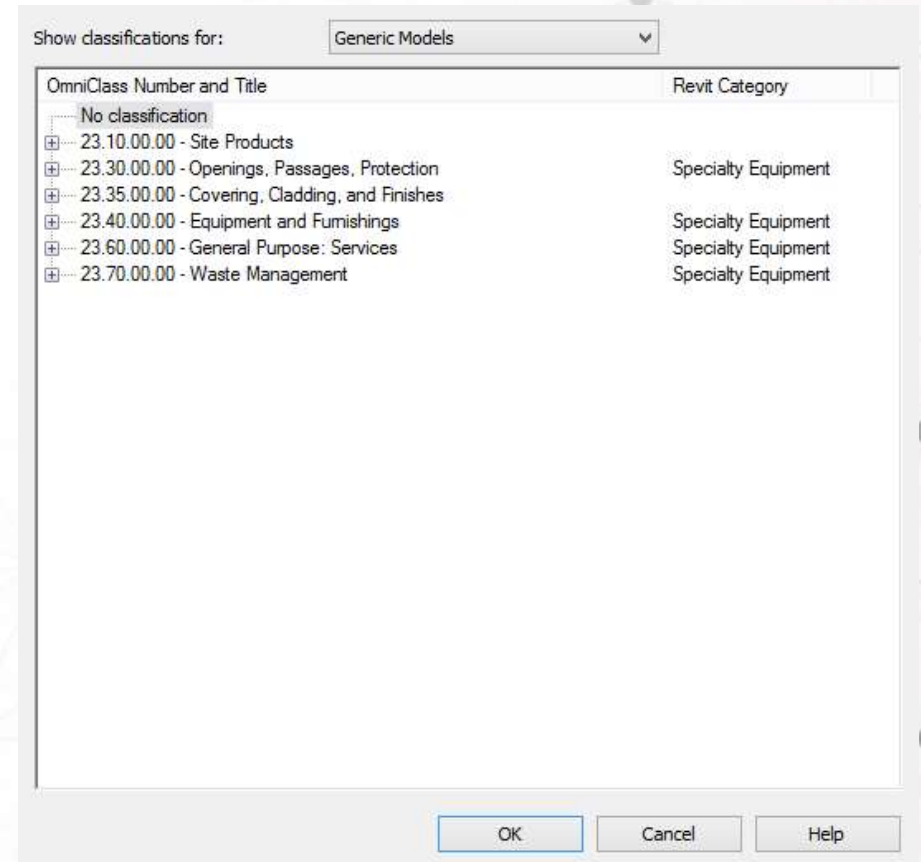 Show classifications for: Generic Models
OmniClass Number and Title Revit Category
No classification
23.10.00.00 - Site Products
23.30.00.00 - Openings, Passages, Protection Specialty Equipment
23.35.00.00 - Covering, Cladding, and Finishes
23.40.00.00 - Equipment and Furnishings Specialty Equipment
23.60.00.00 - General Purpose: Services Specialty Equipment
23.70.00.00 - Waste Management Specialty Equipment
OK Cancel Help